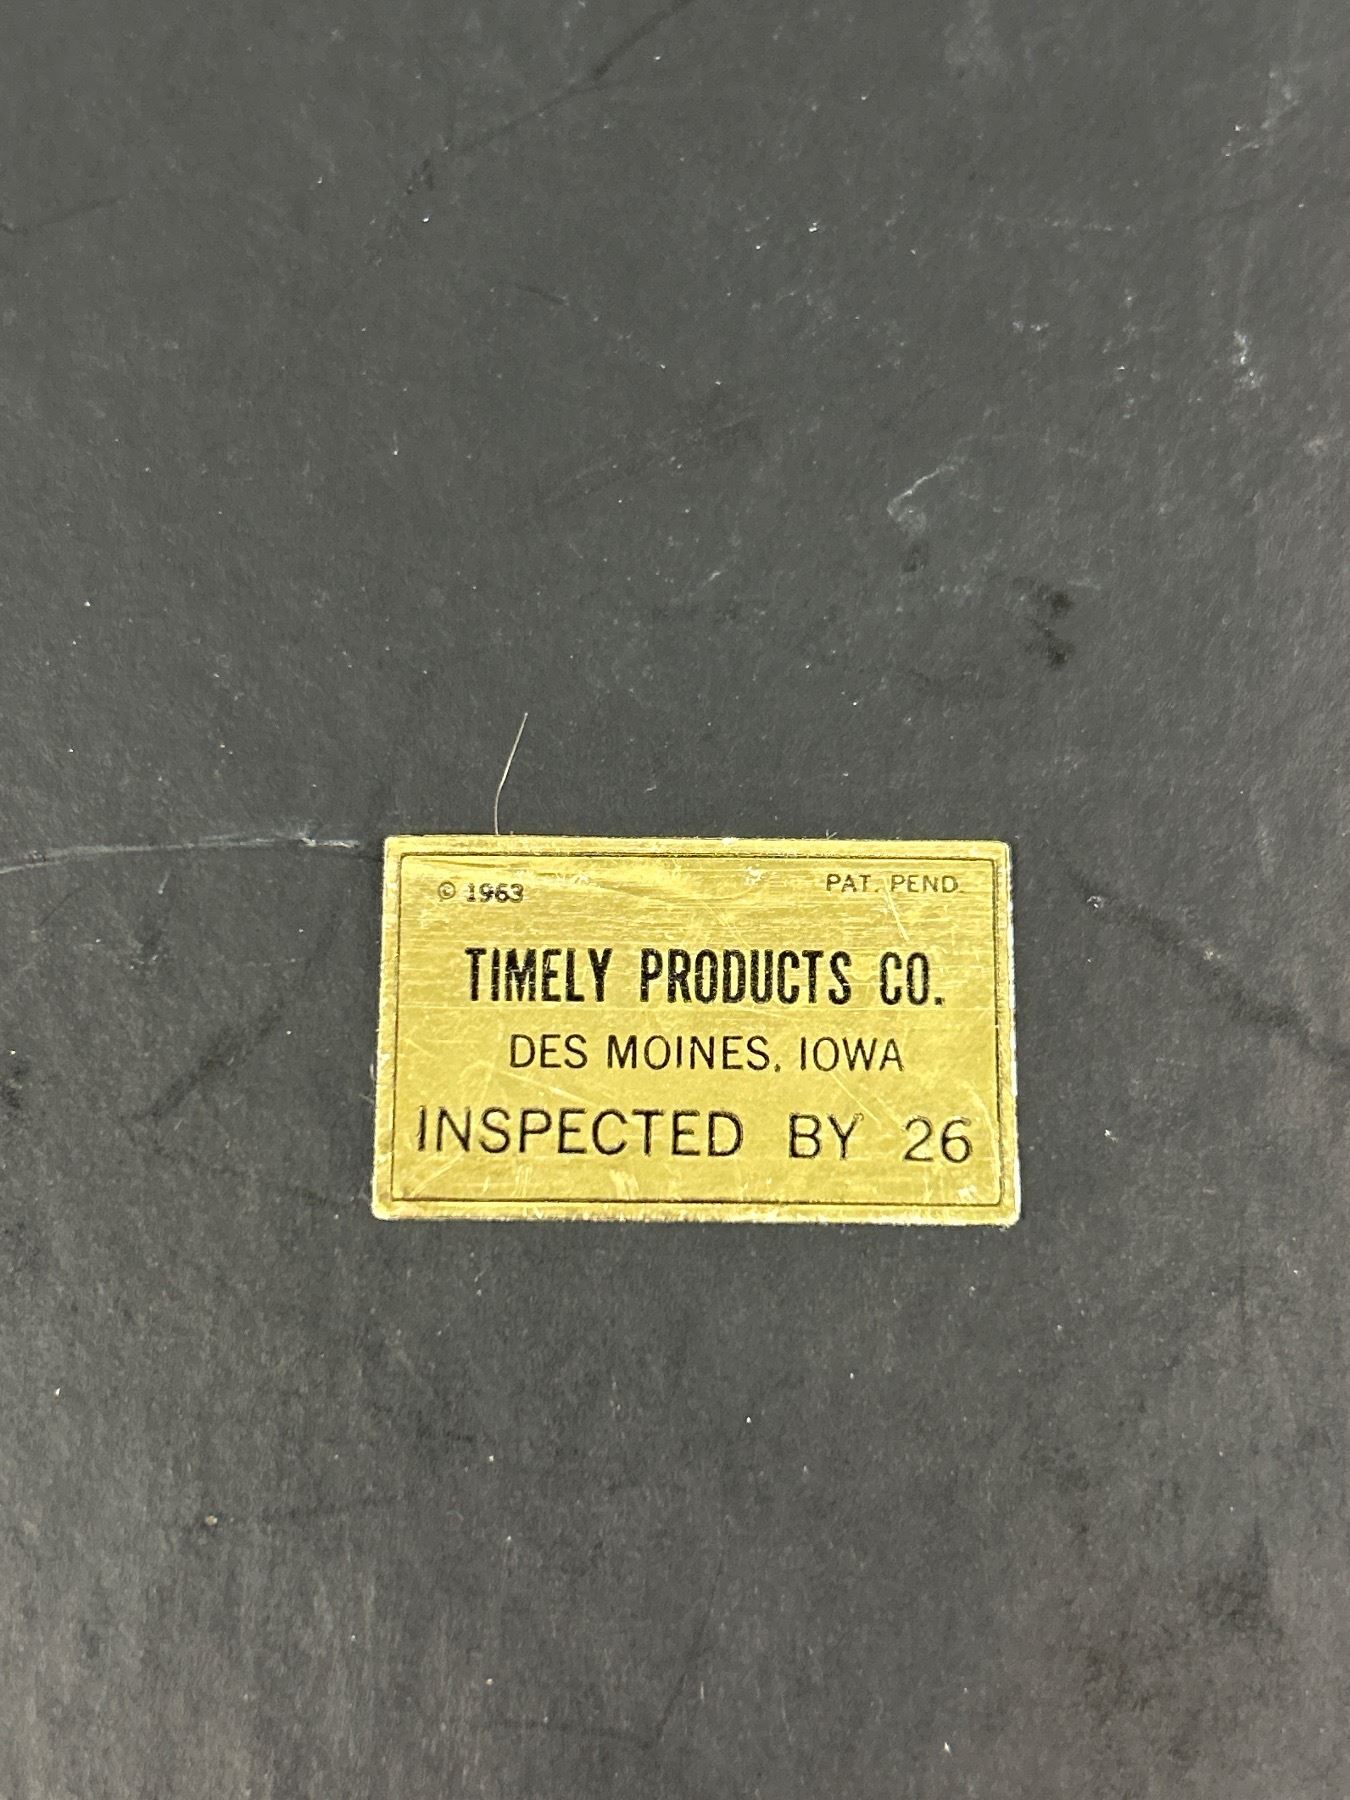 © 1963 PAT. PEND.
TIMELY PRODUCTS CO.
DES MOINES, IOWA
INSPECTED BY 26